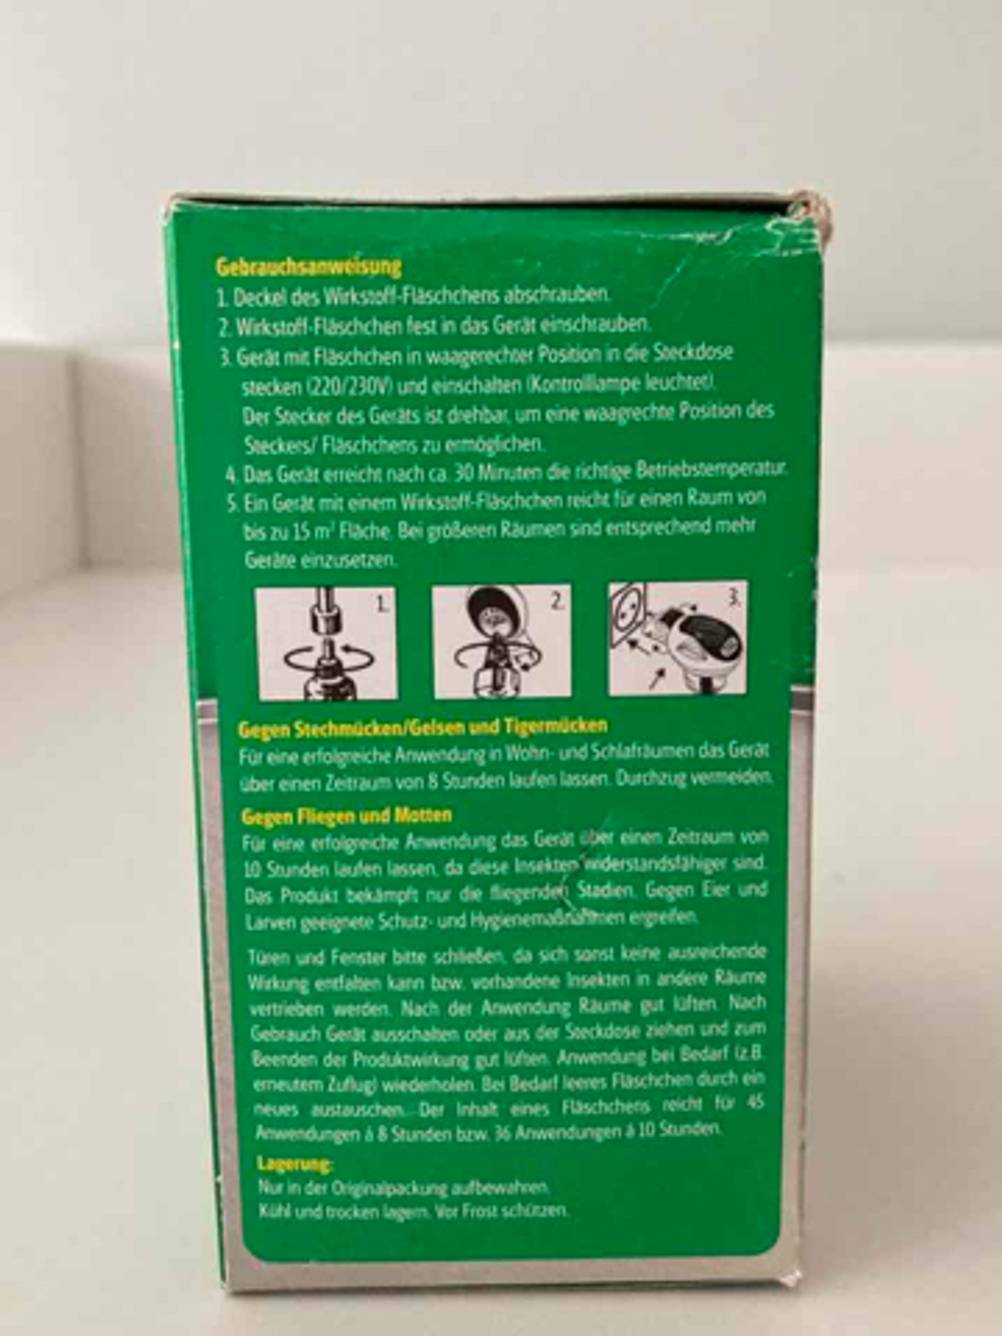 Gebrauchsanweisung
1. Deckel des Wirkstoff-Fläschchens abschrauben.
2. Wirkstoff-Fläschchen fest in das Gerät einschrauben.
3. Gerät mit Fläschchen in waagerechter Position in die Steckdose
stecken (220/230V) und einschalten (Kontrolllampe leuchtet).
Der Stecker des Geräts ist drehbar, um eine waagrechte Position des
Steckers/ Fläschchens zu ermöglichen.
4. Das Gerät erreicht nach ca. 30 Minuten die richtige Betriebstemperatur.
5. Ein Gerät mit einem Wirkstoff-Fläschchen reicht für einen Raum von
bis zu 15 m² Fläche. Bei größeren Räumen sind entsprechend mehr
Geräte einzusetzen.
1. 2. 3.
Gegen Stechmücken/Gelsen und Tigermücken
Für eine erfolgreiche Anwendung in Wohn- und Schlafräumen das Gerät
über einen Zeitraum von 8 Stunden laufen lassen. Durchzug vermeiden.
Gegen Fliegen und Motten
Für eine erfolgreiche Anwendung das Gerät über einen Zeitraum von
10 Stunden laufen lassen, da diese Insekten widerstandsfähiger sind.
Das Produkt bekämpft nur die fliegenden Stadien. Gegen Eier und
Larven geeignete Schutz- und Hygienemaßnahmen ergreifen.
Türen und Fenster bitte schließen, da sich sonst keine ausreichende
Wirkung entfalten kann bzw. vorhandene Insekten in andere Räume
vertrieben werden. Nach der Anwendung Räume gut lüften. Nach
Gebrauch Gerät ausschalten oder aus der Steckdose ziehen und zum
Beenden der Produktwirkung gut lüften. Anwendung bei Bedarf (z.B.
erneutem Zuflug) wiederholen. Bei Bedarf leeres Fläschchen durch ein
neues austauschen. Der Inhalt eines Fläschchens reicht für 45
Anwendungen á 8 Stunden bzw. 36 Anwendungen à 10 Stunden.
Lagerung:
Nur in der Originalpackung aufbewahren.
Kühl und trocken lagern. Vor Frost schützen.